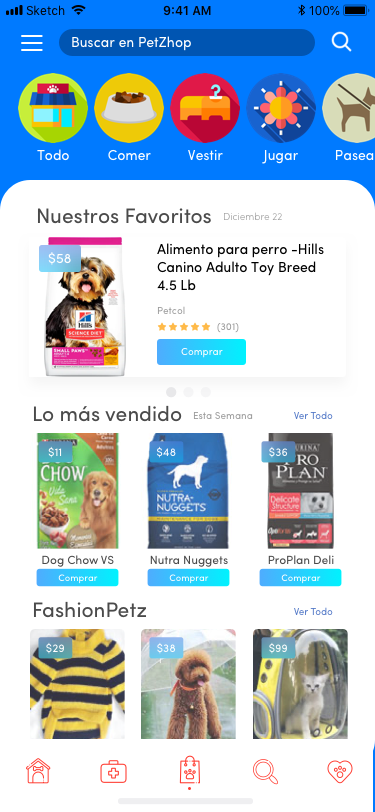 Sketch 9:41 AM 100%
Buscar en PetZhop
Todo Comer Vestir Jugar Pasea
Nuestros Favoritos Diciembre 22
$58
Hill's
SCIENCE DIET
SMALL PAWS
Alimento para perro -Hills
Canino Adulto Toy Breed
4.5 Lb
Petcol
(301)
Comprar
Lo más vendido Esta Semana Ver Todo
$11
CHOW
Vida
Sana
$48
NUTRA-
NUGGETS
$36
PURINA
PRO
PLAN
Delicate
Structure
Dog Chow VS Nutra Nuggets ProPlan Deli
Comprar Comprar Comprar
FashionPetz Ver Todo
$29 $38 $99